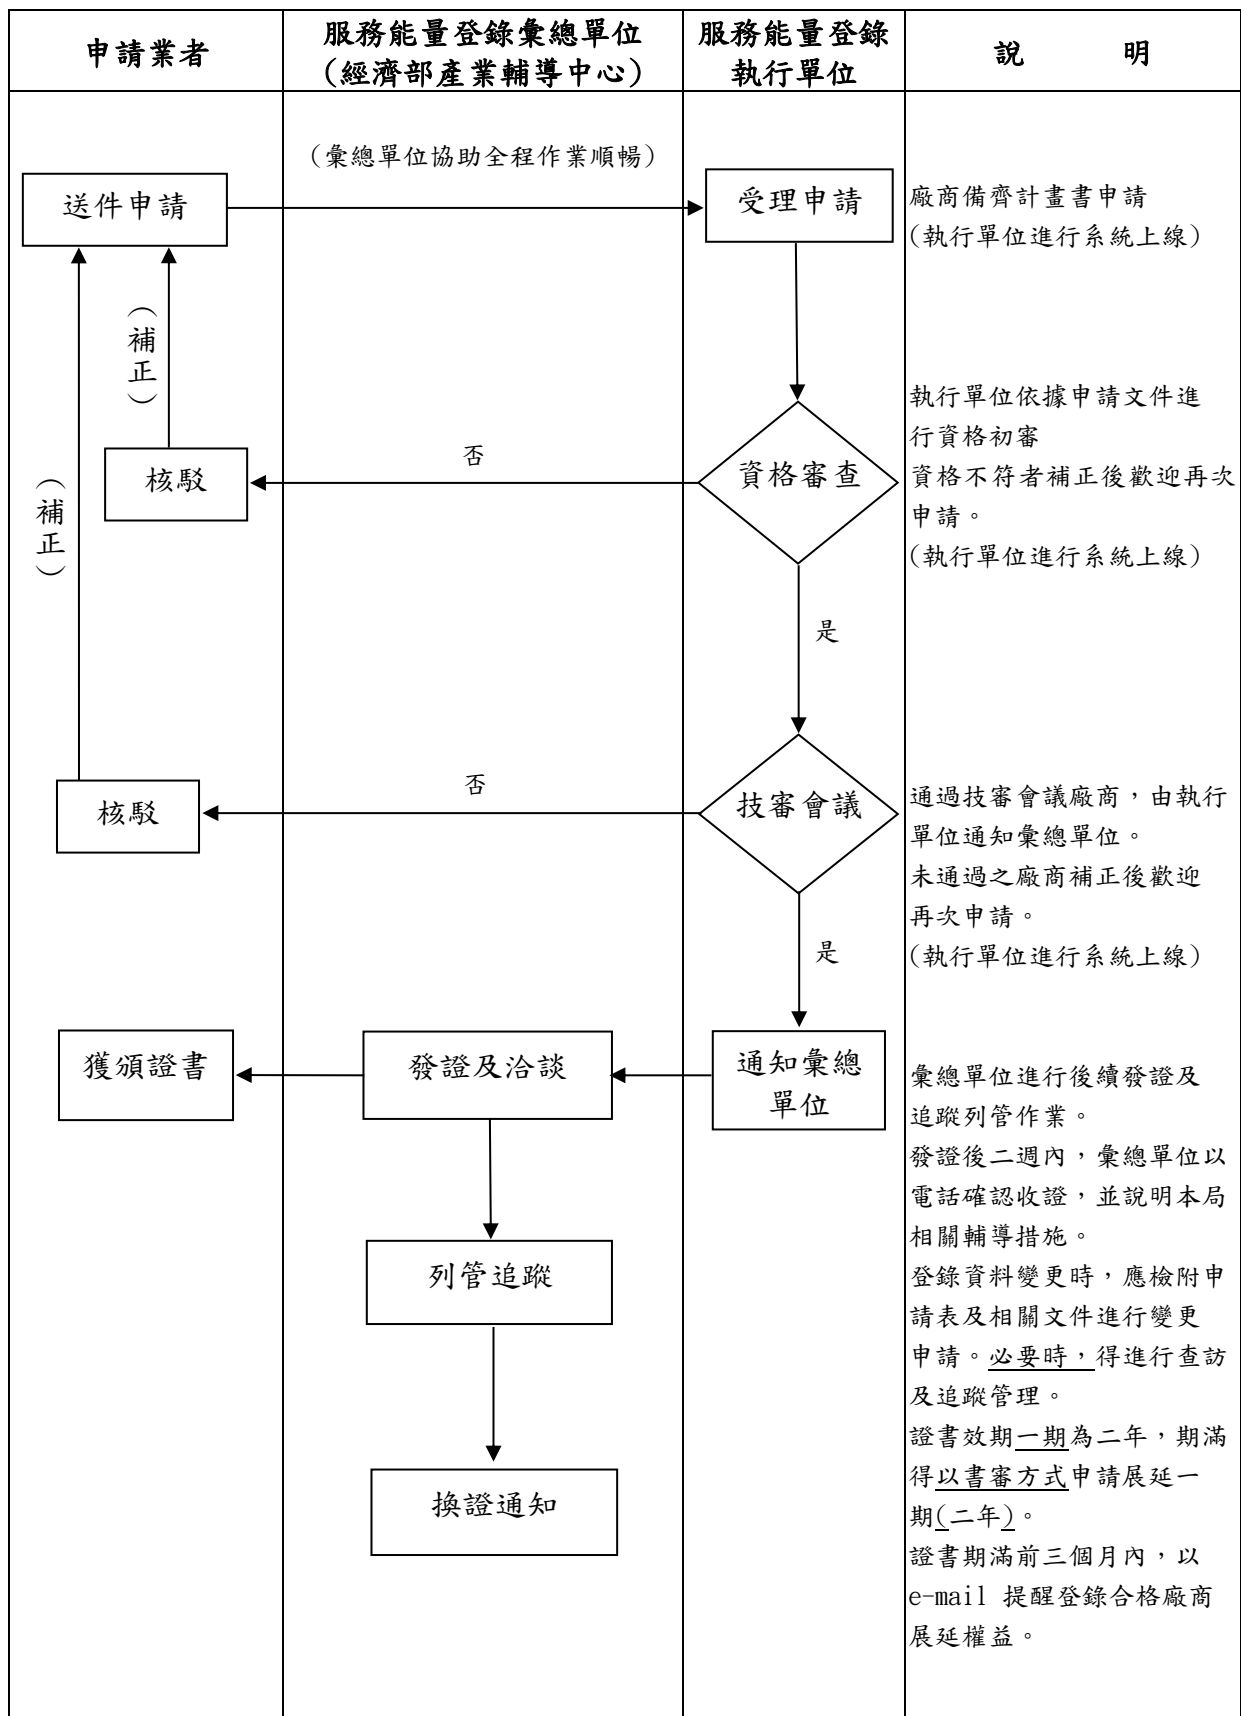 申請業者
服務能量登錄彙總單位
(經濟部產業輔導中心)
服務能量登錄
執行單位
說 明
(彙總單位協助全程作業順暢)
送件申請
受理申請
廠商備齊計畫書申請
(執行單位進行系統上線)
(補正)
執行單位依據申請文件進
行資格初審
資格不符者補正後歡迎再次
申請。
(執行單位進行系統上線)
否
核駁
資格審查
(補正)
是
否
核駁
技審會議
通過技審會議廠商，由執行
單位通知彙總單位。
未通過之廠商補正後歡迎
再次申請。
(執行單位進行系統上線)
是
獲頒證書
發證及洽談
通知彙總
單位
彙總單位進行後續發證及
追蹤列管作業。
發證後二週內，彙總單位以
電話確認收證，並說明本局
相關輔導措施。
列管追蹤
登錄資料變更時，應檢附申
請表及相關文件進行變更
申請。必要時，得進行查訪
及追蹤管理。
證書效期一期為二年，期滿
得以書審方式申請展延一
期(二年)。
換證通知
證書期滿前三個月內，以
e-mail 提醒登錄合格廠商
展延權益。